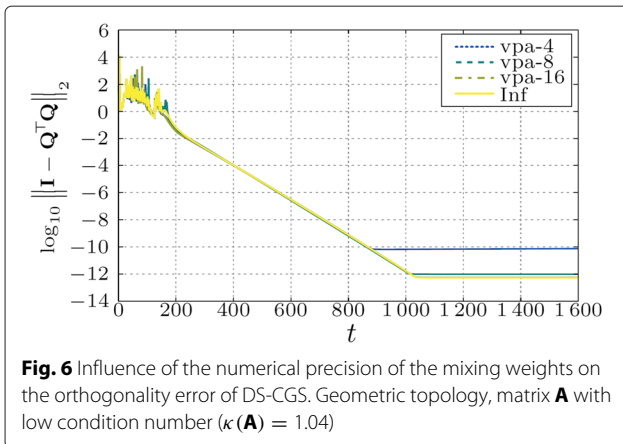 log₁₀ ‖I − QᵀQ‖₂
6
4
2
0
−2
−4
−6
−8
−10
−12
−14
vpa-4
vpa-8
vpa-16
Inf
0 200 400 600 800 1 000 1 200 1 400 1 600
t
Fig. 6 Influence of the numerical precision of the mixing weights on
the orthogonality error of DS-CGS. Geometric topology, matrix A with
low condition number (κ(A) = 1.04)